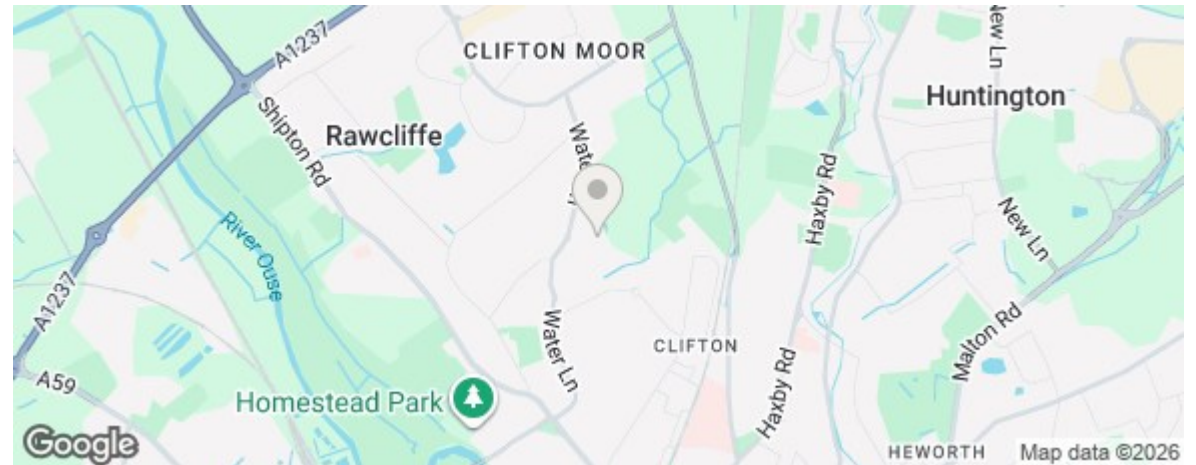 A1237
CLIFTON MOOR
New Ln
Huntington
Shipton Rd
Rawcliffe
Wate
Haxby Rd
New Ln
River Ouse
A1237
Water Ln
CLIFTON
Malton Rd
Haxby Rd
A59
Homestead Park
HEWORTH
Google
Map data ©2026